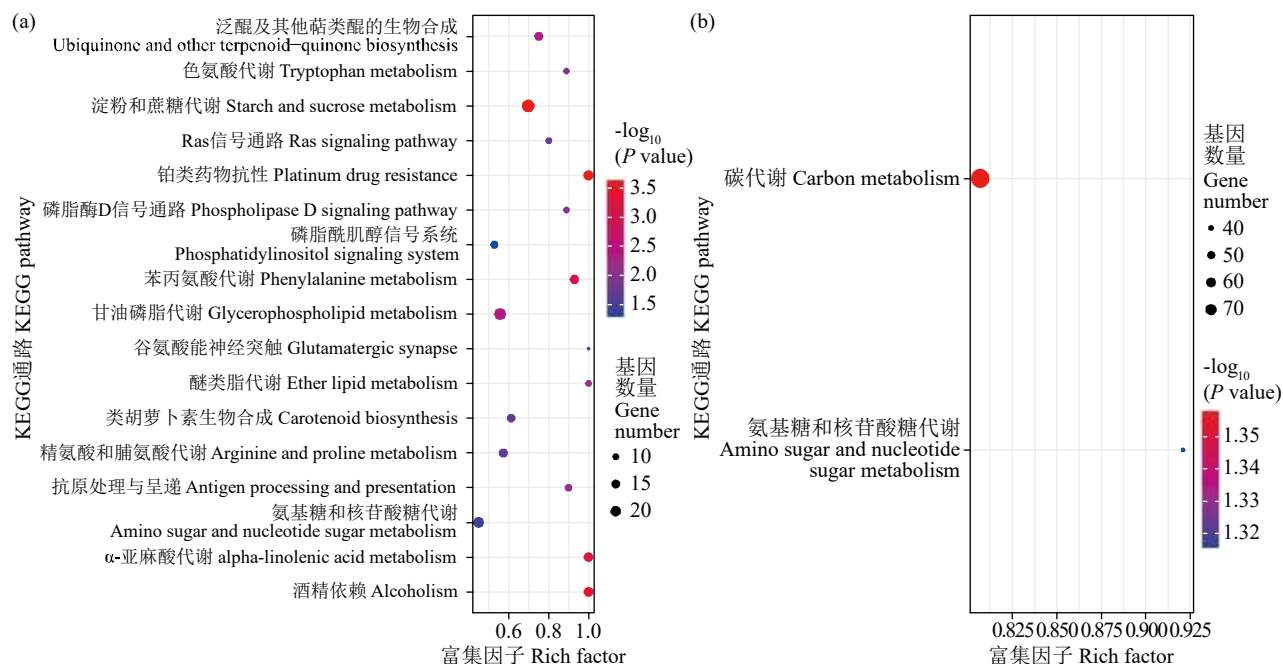 (a)
KEGG通路 KEGG pathway
泛醌及其他萜类醌的生物合成
Ubiquinone and other terpenoid−quinone biosynthesis
色氨酸代谢 Tryptophan metabolism
淀粉和蔗糖代谢 Starch and sucrose metabolism
Ras信号通路 Ras signaling pathway
铂类药物抗性 Platinum drug resistance
磷脂酶D信号通路 Phospholipase D signaling pathway
磷脂酰肌醇信号系统
Phosphatidylinositol signaling system
苯丙氨酸代谢 Phenylalanine metabolism
甘油磷脂代谢 Glycerophospholipid metabolism
谷氨酸能神经突触 Glutamatergic synapse
醚类脂代谢 Ether lipid metabolism
类胡萝卜素生物合成 Carotenoid biosynthesis
精氨酸和脯氨酸代谢 Arginine and proline metabolism
抗原处理与呈递 Antigen processing and presentation
氨基糖和核苷酸糖代谢
Amino sugar and nucleotide sugar metabolism
α-亚麻酸代谢 alpha-linolenic acid metabolism
酒精依赖 Alcoholism
0.6 0.8 1.0
富集因子 Rich factor
-log10
(P value)
3.5
3.0
2.5
2.0
1.5
基因
数量
Gene
number
10
15
20
(b)
KEGG通路 KEGG pathway
碳代谢 Carbon metabolism
氨基糖和核苷酸糖代谢
Amino sugar and nucleotide
sugar metabolism
0.825 0.850 0.875 0.900 0.925
富集因子 Rich factor
基因
数量
Gene
number
40
50
60
70
-log10
(P value)
1.35
1.34
1.33
1.32